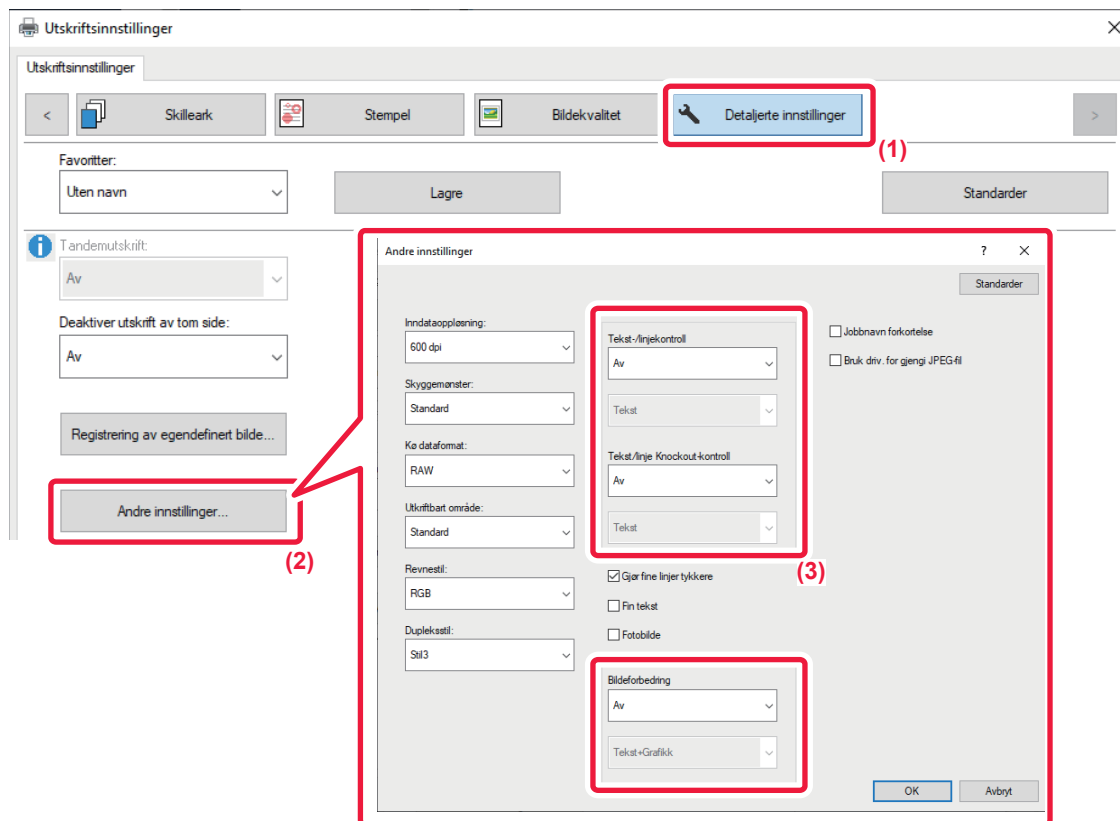 Utskriftsinnstillinger
Utskriftsinnstillinger
<
Skilleark
Stempel
Bildekvalitet
Detaljerte innstillinger
>
(1)
Favoritter:
Uten navn
Lagre
Standarder
Tandemutskrift:
Av
Deaktiver utskrift av tom side:
Av
Registrering av egendefinert bilde...
Andre innstillinger...
(2)
Andre innstillinger
?
Standarder
Inndataoppløsning:
600 dpi
Skyggemønster:
Standard
Kø dataformat:
RAW
Utkriftbart område:
Standard
Revnestil:
RGB
Dupleksstil:
Stil3
Tekst-/linjekontroll
Av
Tekst
Tekst/linje Knockout-kontroll
Av
Tekst
(3)
Gjør fine linjer tykkere
Fin tekst
Fotobilde
Bildeforbedring
Av
Tekst+Grafikk
Jobbnavn forkortelse
Bruk driv. for gjengi JPEG-fil
OK
Avbryt